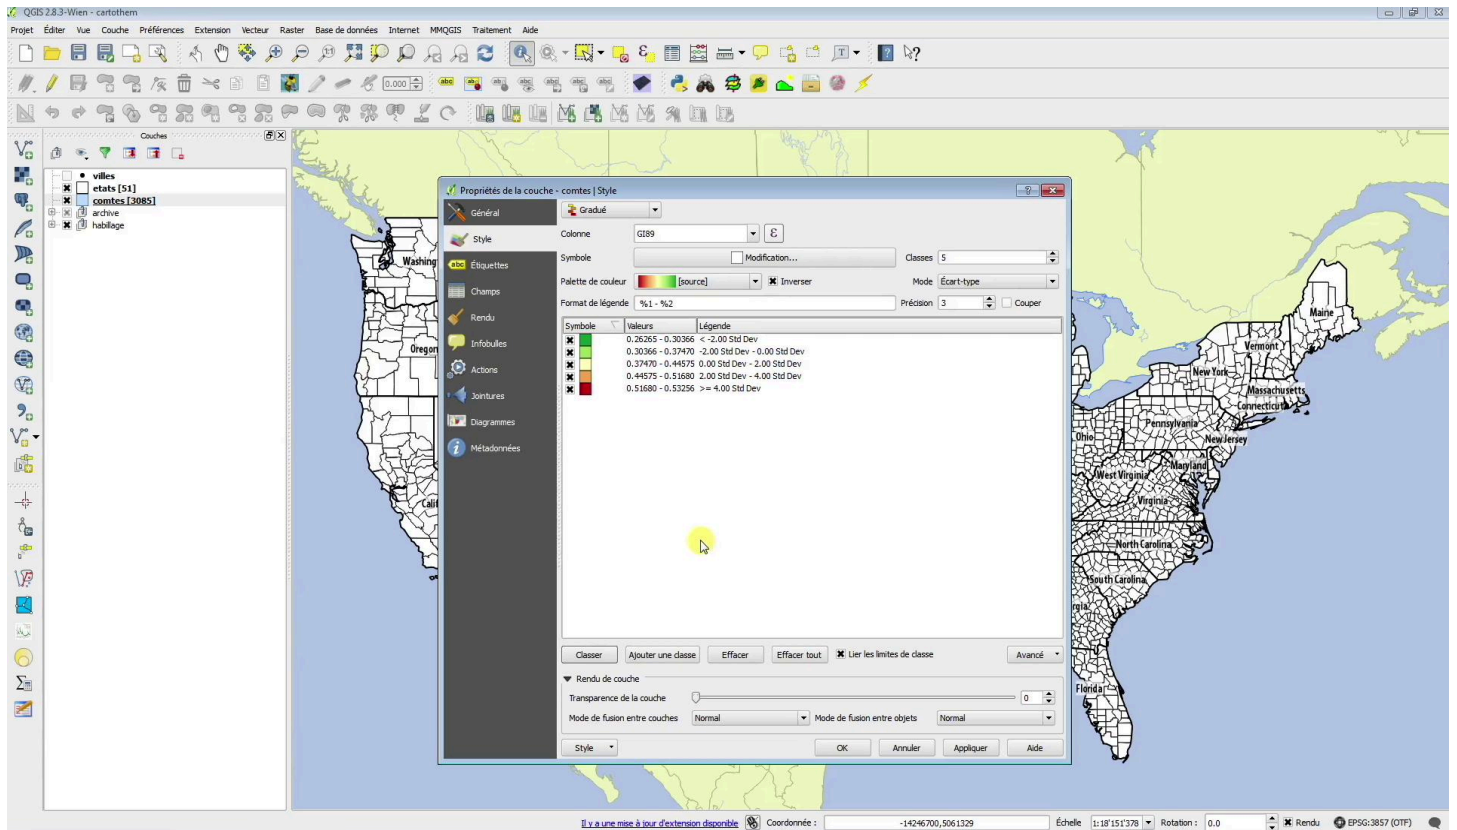 QGIS 2.8.3-Wien - cartothem
Projet Éditer Vue Couche Préférences Extension Vecteur Raster Base de données Internet MMQGIS Traitement Aide
0.000
Couches
villes
etats [51]
comtes [3085]
archive
habillage
Propriétés de la couche - comtes | Style
Général
Style
Étiquettes
Champs
Rendu
Infobulles
Actions
Jointures
Diagrammes
Métadonnées
Gradué
Colonne GI89 ε
Symbole Modification... Classes 5
Palette de couleur [source] Inverser Mode Écart-type
Format de légende %1 - %2 Précision 3 Couper
Symbole Valeurs Légende
0.26265 - 0.30366 < -2.00 Std Dev
0.30366 - 0.37470 -2.00 Std Dev - 0.00 Std Dev
0.37470 - 0.44575 0.00 Std Dev - 2.00 Std Dev
0.44575 - 0.51680 2.00 Std Dev - 4.00 Std Dev
0.51680 - 0.53256 >= 4.00 Std Dev
Classer Ajouter une classe Effacer Effacer tout Lier les limites de classe Avancé
Rendu de couche
Transparence de la couche 0
Mode de fusion entre couches Normal Mode de fusion entre objets Normal
Style OK Annuler Appliquer Aide
Washing
Oregon
Calif
Maine
Vermont
New York
Massachusetts
Connecticut
Pennsylvania
New Jersey
Ohio
Maryland
West Virginia
Virginia
North Carolina
South Carolina
rgia
Florida
Il y a une mise à jour d'extension disponible Coordonnée : -14246700,5061329 Échelle 1:18'151'378 Rotation : 0.0 Rendu EPSG:3857 (OTF)